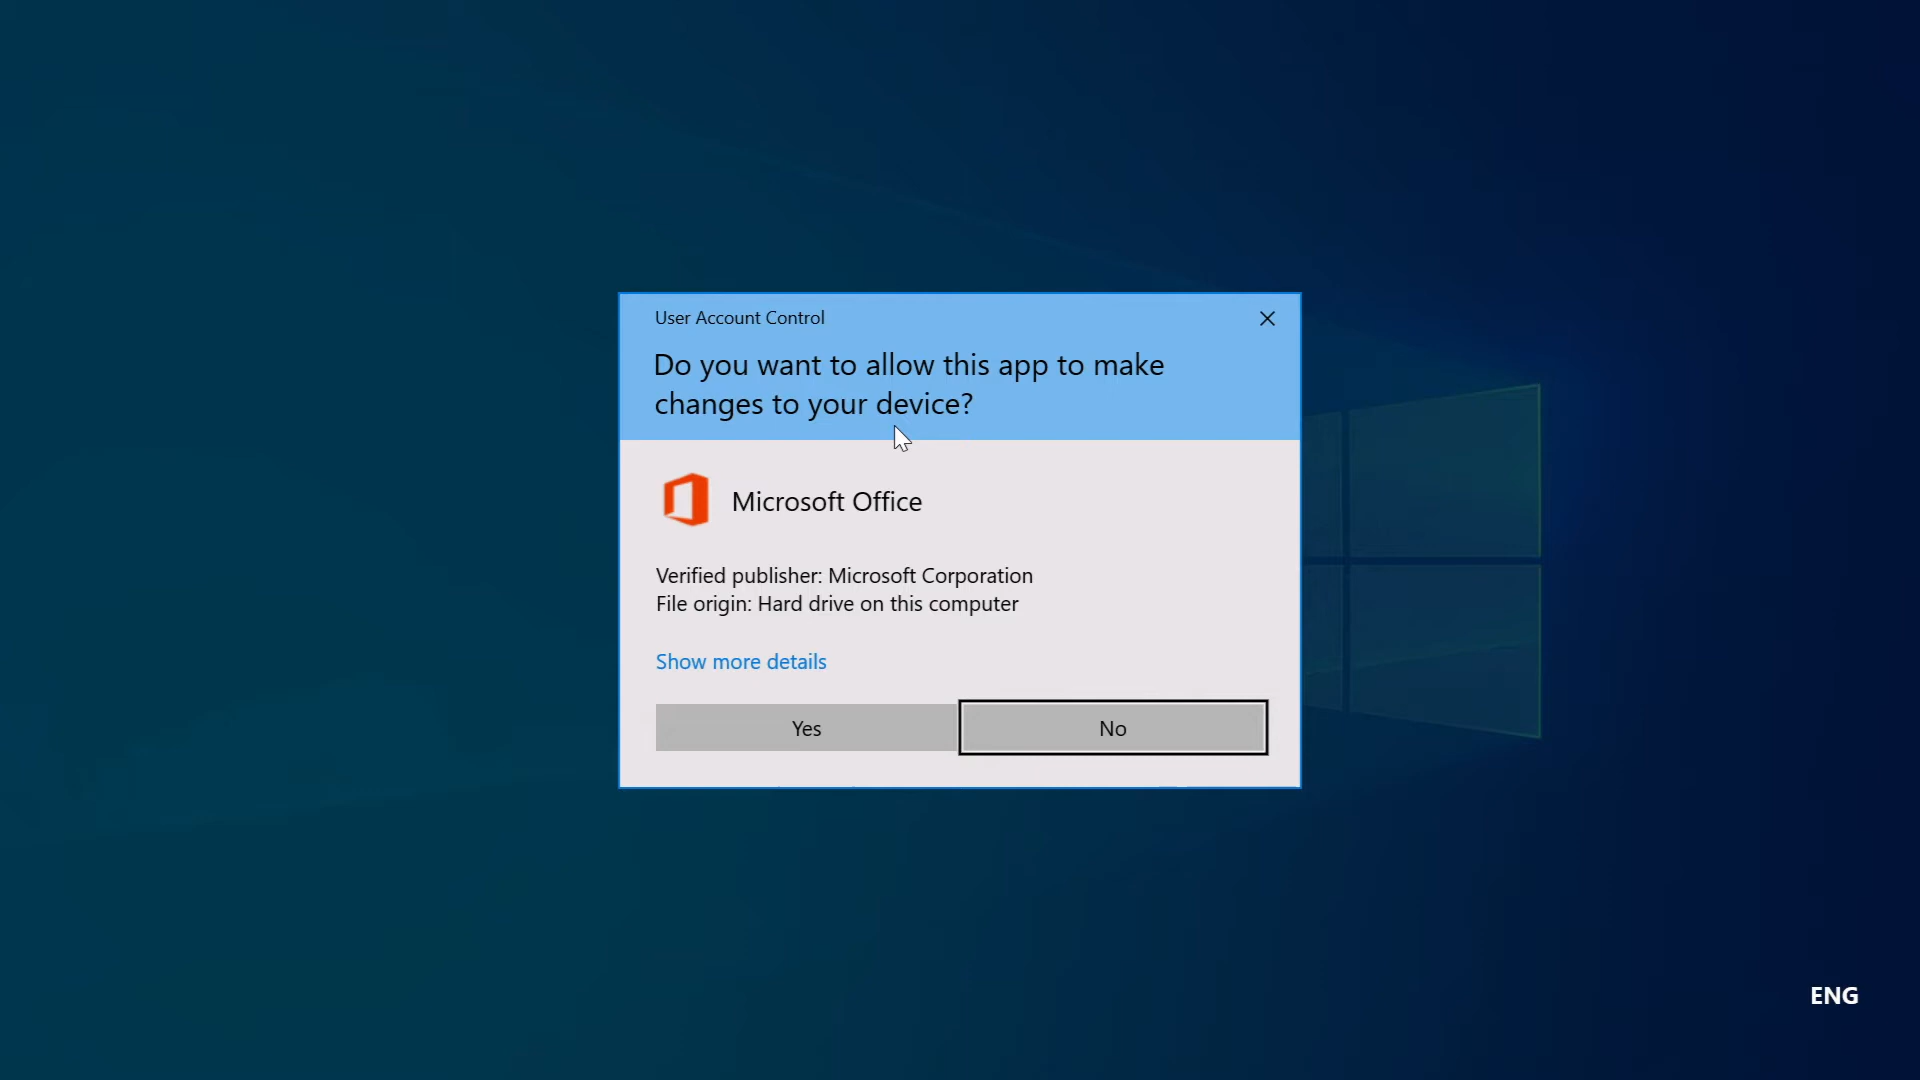 User Account Control
Do you want to allow this app to make
changes to your device?
Microsoft Office
Verified publisher: Microsoft Corporation
File origin: Hard drive on this computer
Show more details
Yes
No
ENG